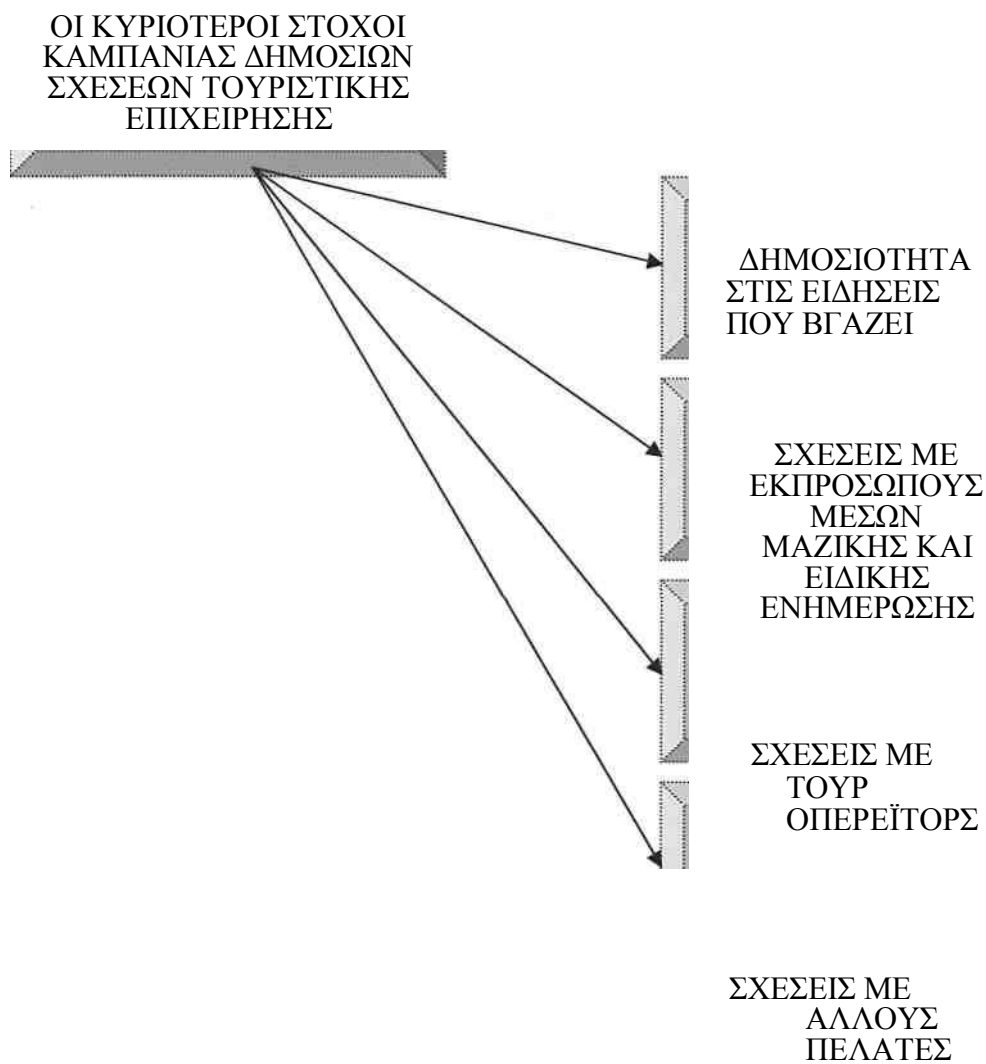 ΟΙ ΚΥΡΙΟΤΕΡΟΙ ΣΤΟΧΟΙ
ΚΑΜΠΑΝΙΑΣ ΔΗΜΟΣΙΩΝ
ΣΧΕΣΕΩΝ ΤΟΥΡΙΣΤΙΚΗΣ
ΕΠΙΧΕΙΡΗΣΗΣ
ΔΗΜΟΣΙΟΤΗΤΑ
ΣΤΙΣ ΕΙΔΗΣΕΙΣ
ΠΟΥ ΒΓΑΖΕΙ
ΣΧΕΣΕΙΣ ΜΕ
ΕΚΠΡΟΣΩΠΟΥΣ
ΜΕΣΩΝ
ΜΑΖΙΚΗΣ ΚΑΙ
ΕΙΔΙΚΗΣ
ΕΝΗΜΕΡΩΣΗΣ
ΣΧΕΣΕΙΣ ΜΕ
ΤΟΥΡ
ΟΠΕΡΕΪΤΟΡΣ
ΣΧΕΣΕΙΣ ΜΕ
ΑΛΛΟΥΣ
ΠΕΛΑΤΕΣ